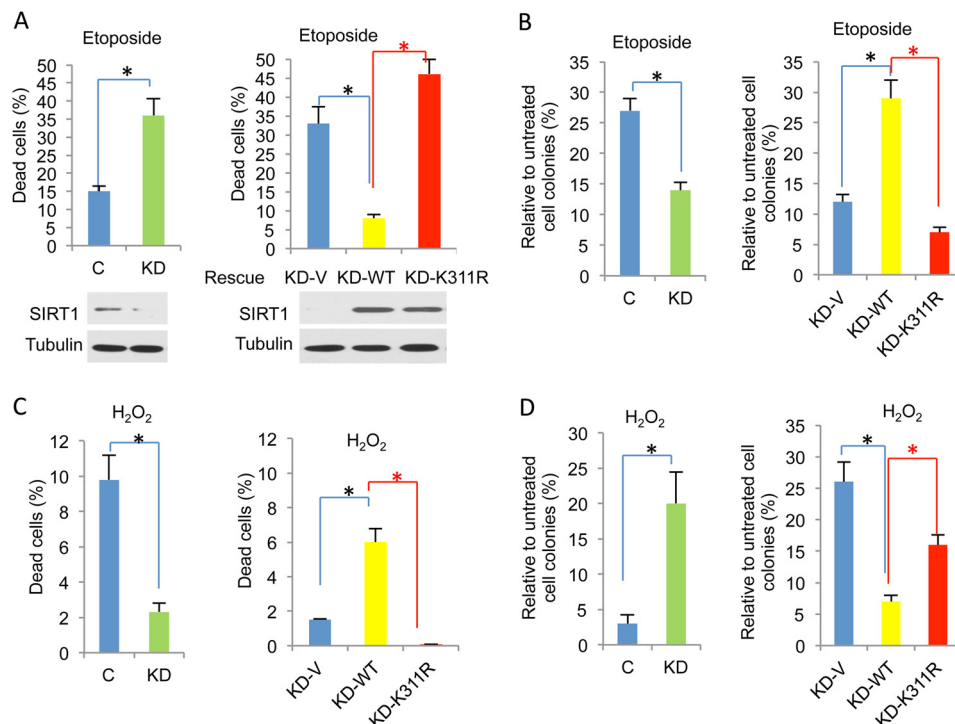 A
Etoposide
Dead cells (%)
50
45
40
35
30
25
20
15
10
5
0
*
C KD
SIRT1
Tubulin
Etoposide
Dead cells (%)
50
45
40
35
30
25
20
15
10
5
0
*
*
Rescue KD-V KD-WT KD-K311R
SIRT1
Tubulin
B
Etoposide
Relative to untreated
cell colonies (%)
35
30
25
20
15
10
5
0
*
C KD
Etoposide
Relative to untreated cell
colonies (%)
35
30
25
20
15
10
5
0
*
*
KD-V
KD-WT
KD-K311R
C
H₂O₂
Dead cells (%)
12
10
8
6
4
2
0
*
C KD
H₂O₂
Dead cells (%)
10
8
6
4
2
0
*
*
KD-V
KD-WT
KD-K311R
D
H₂O₂
Relative to untreated
cell colonies (%)
30
25
20
15
10
5
0
*
C KD
H₂O₂
Relative to untreated cell
colonies (%)
35
30
25
20
15
10
5
0
*
*
KD-V
KD-WT
KD-K311R